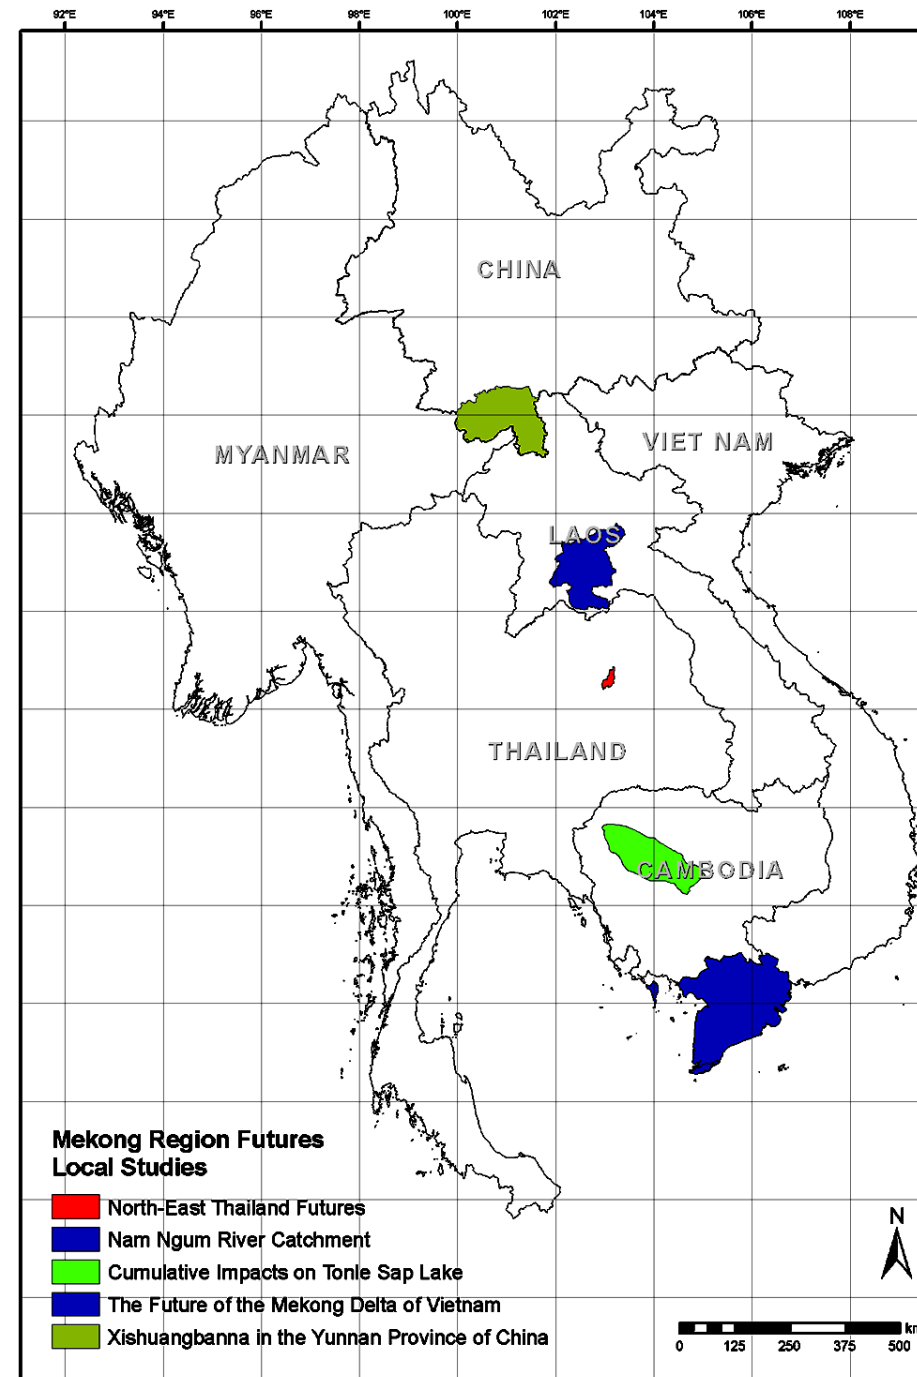 92°E 94°E 96°E 98°E 100°E 102°E 104°E 106°E 108°E
CHINA
MYANMAR
VIET NAM
LAOS
THAILAND
CAMBODIA
Mekong Region Futures
Local Studies
North-East Thailand Futures
Nam Ngum River Catchment
Cumulative Impacts on Tonle Sap Lake
The Future of the Mekong Delta of Vietnam
Xishuangbanna in the Yunnan Province of China
N
0 125 250 375 500